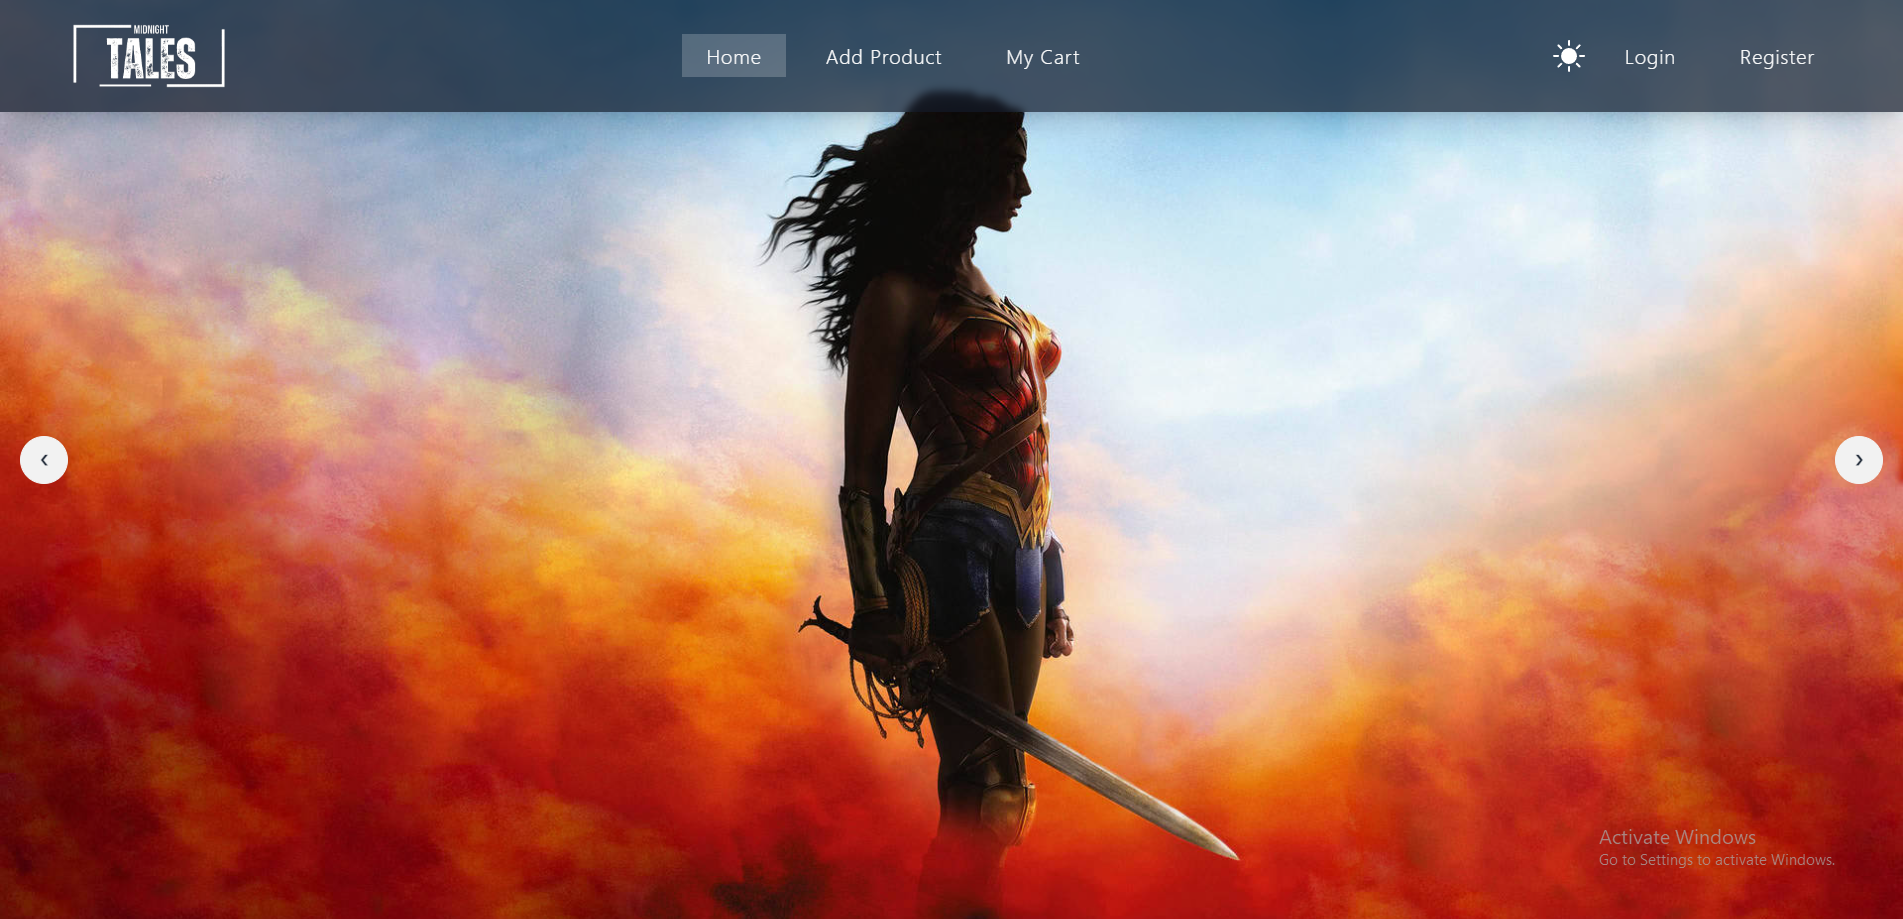 MIDNIGHT
TALES
Home
Add Product
My Cart
Login
Register
‹
›
Activate Windows
Go to Settings to activate Windows.